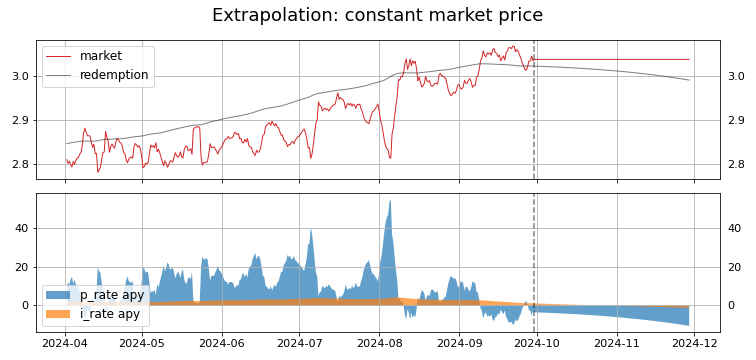 Extrapolation: constant market price
market
redemption
3.0 3.0
2.9 2.9
2.8 2.8
40 40
20 20
0 0
p_rate apy
i_rate apy
2024-04 2024-05 2024-06 2024-07 2024-08 2024-09 2024-10 2024-11 2024-12